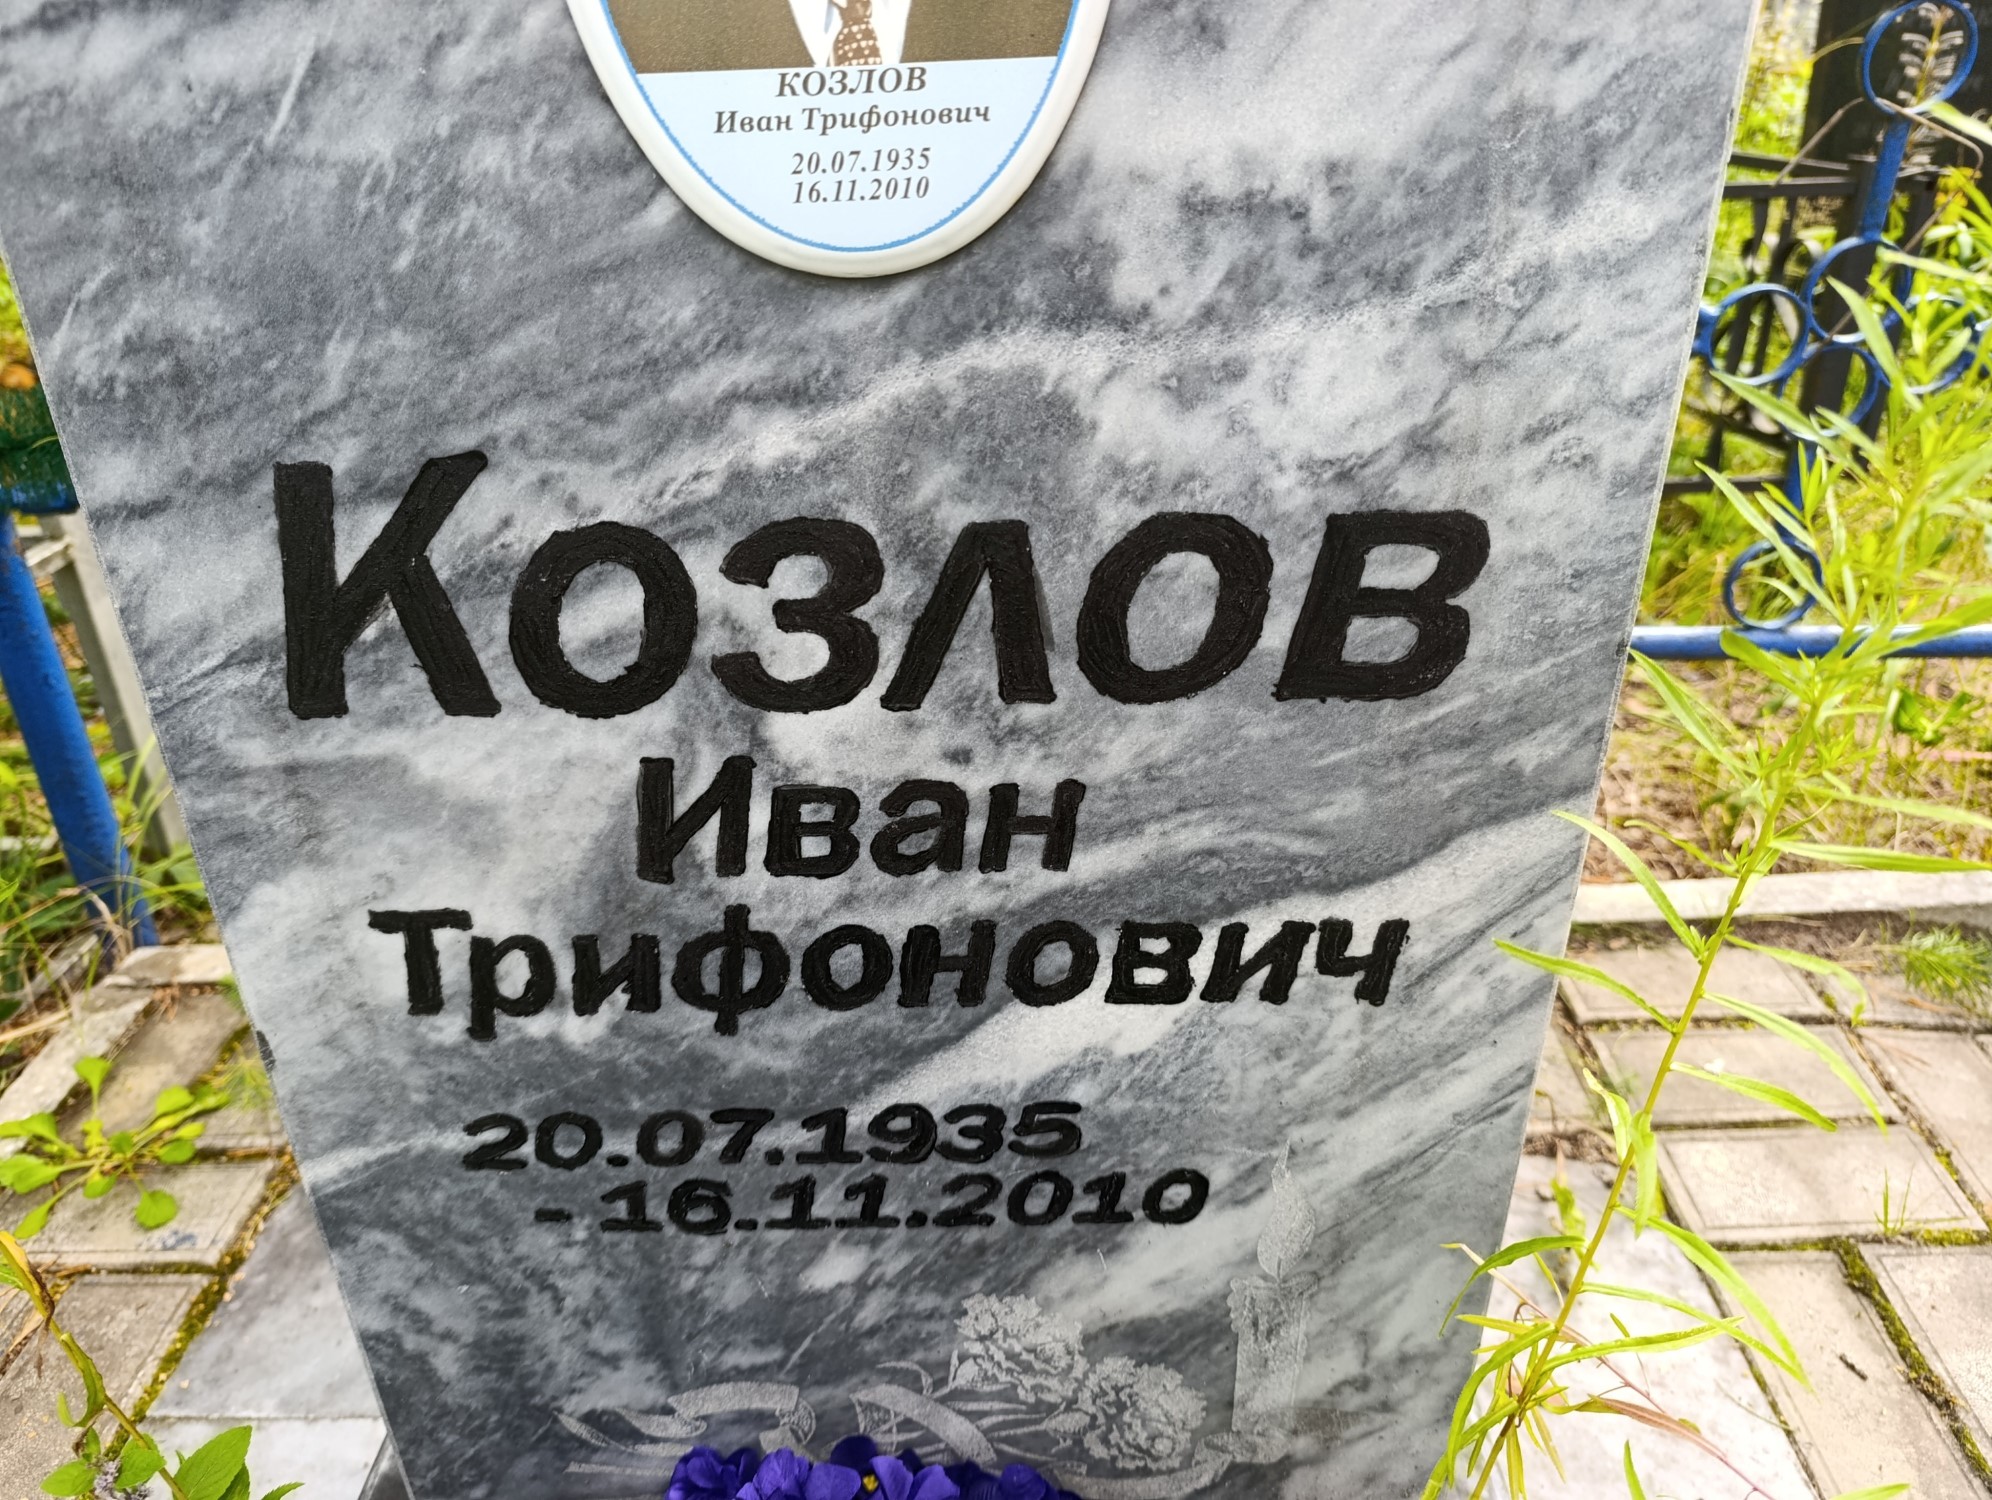 КОЗЛОВ
Иван Трифонович
20.07.1935
16.11.2010
Козлов
Иван
Трифонович
20.07.1935
- 16.11.2010